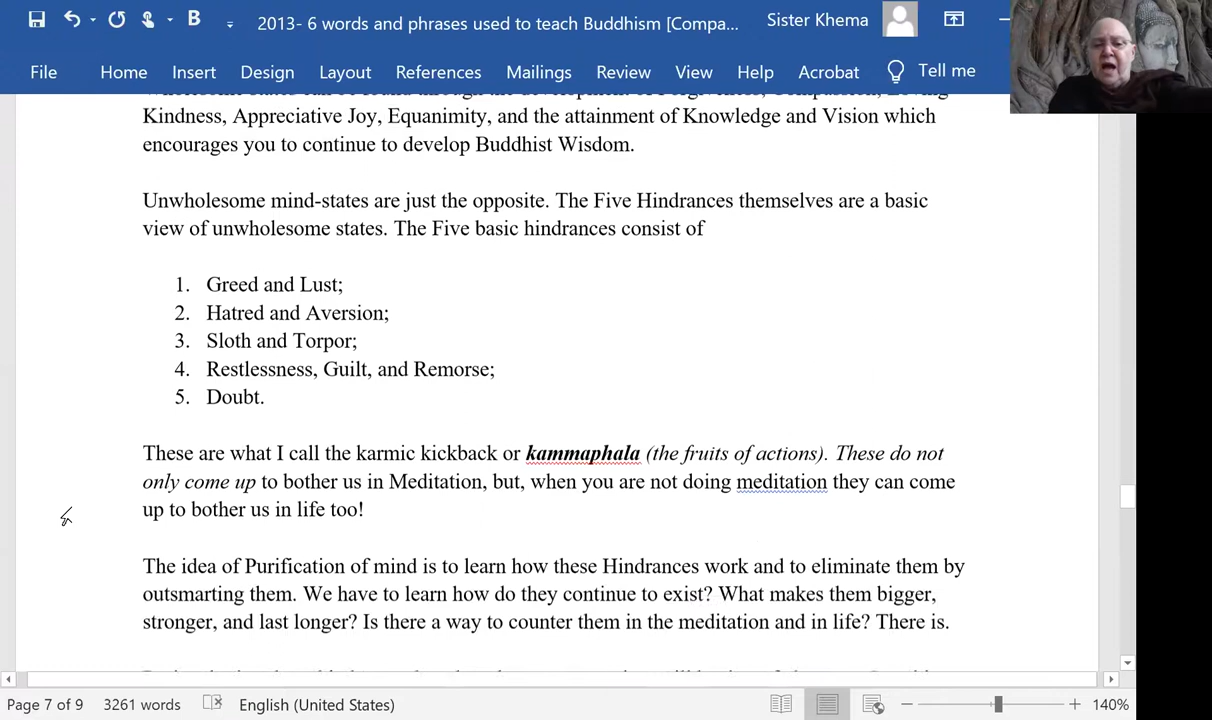 2013- 6 words and phrases used to teach Buddhism [Compa...
Sister Khema
File Home Insert Design Layout References Mailings Review View Help Acrobat Tell me
Kindness, Appreciative Joy, Equanimity, and the attainment of Knowledge and Vision which
encourages you to continue to develop Buddhist Wisdom.
Unwholesome mind-states are just the opposite. The Five Hindrances themselves are a basic
view of unwholesome states. The Five basic hindrances consist of
1. Greed and Lust;
2. Hatred and Aversion;
3. Sloth and Torpor;
4. Restlessness, Guilt, and Remorse;
5. Doubt.
These are what I call the karmic kickback or kammaphala (the fruits of actions). These do not
only come up to bother us in Meditation, but, when you are not doing meditation they can come
up to bother us in life too!
The idea of Purification of mind is to learn how these Hindrances work and to eliminate them by
outsmarting them. We have to learn how do they continue to exist? What makes them bigger,
stronger, and last longer? Is there a way to counter them in the meditation and in life? There is.
Page 7 of 9 3261 words English (United States) 140%